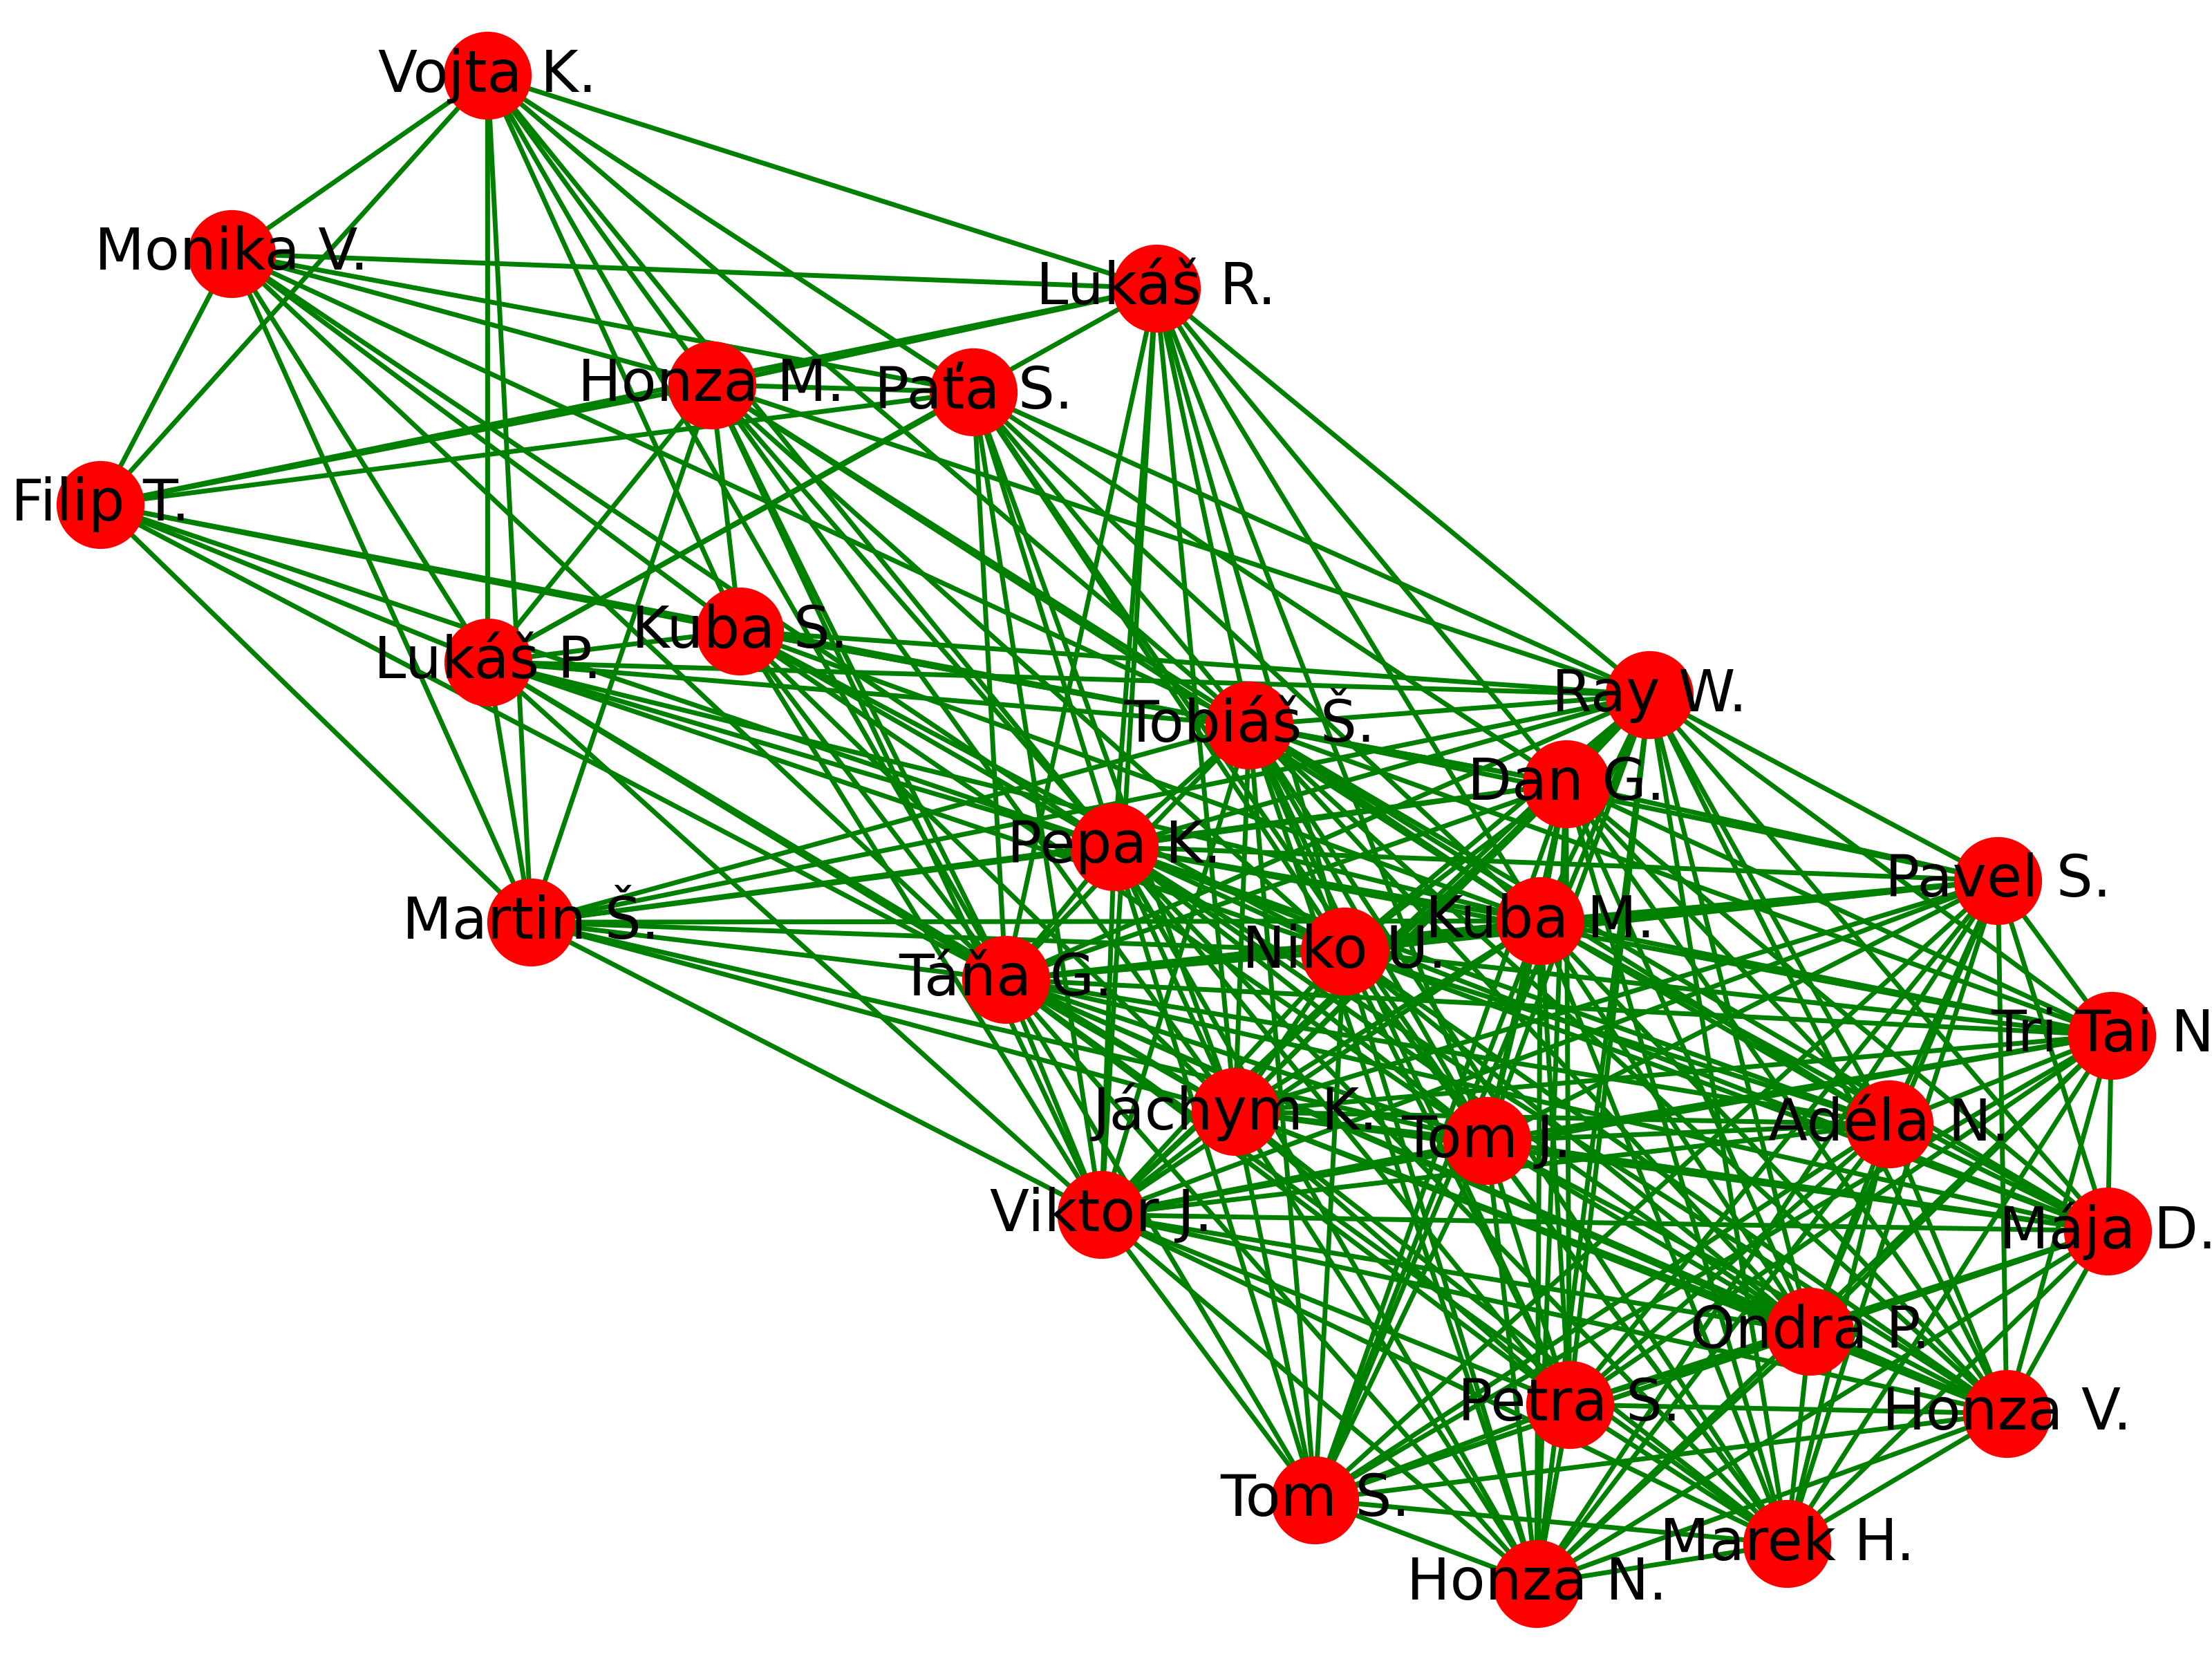 Vojta K.
Monika V.
Lukáš R.
Honza M.
Paťa S.
Filip T.
Kuba S.
Lukáš P.
Ray W.
Tobiáš Š.
Dan G.
Pepa K.
Pavel S.
Martin Š.
Kuba M.
Niko U.
Táňa G.
Tri Tai N
Jáchym K.
Adéla N.
Tom J.
Viktor J.
Mája D.
Ondra P.
Petra S.
Honza V.
Tom S.
Marek H.
Honza N.